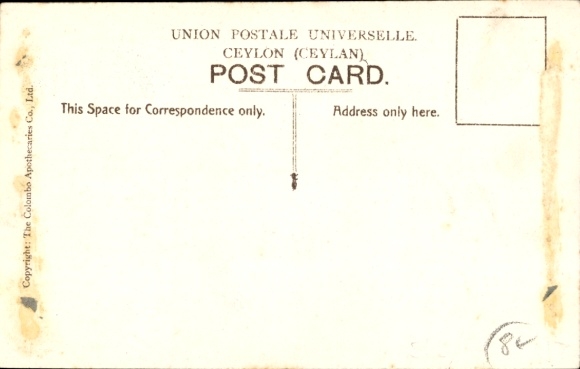 UNION POSTALE UNIVERSELLE.
CEYLON (CEYLAN)
POST CARD.
This Space for Correspondence only.
Address only here.
Copyright: The Colombo Apothecaries Co., Ltd.